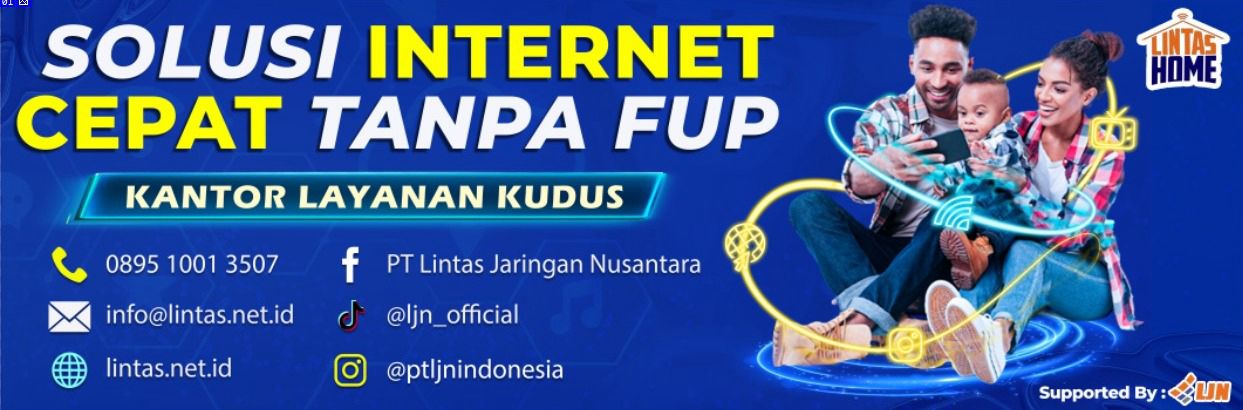 SOLUSI INTERNET
CEPAT TANPA FUP
KANTOR LAYANAN KUDUS
0895 1001 3507
info@lintas.net.id
lintas.net.id
PT Lintas Jaringan Nusantara
@ljn_official
@ptljnindonesia
LINTAS
HOME
Supported By : LJN